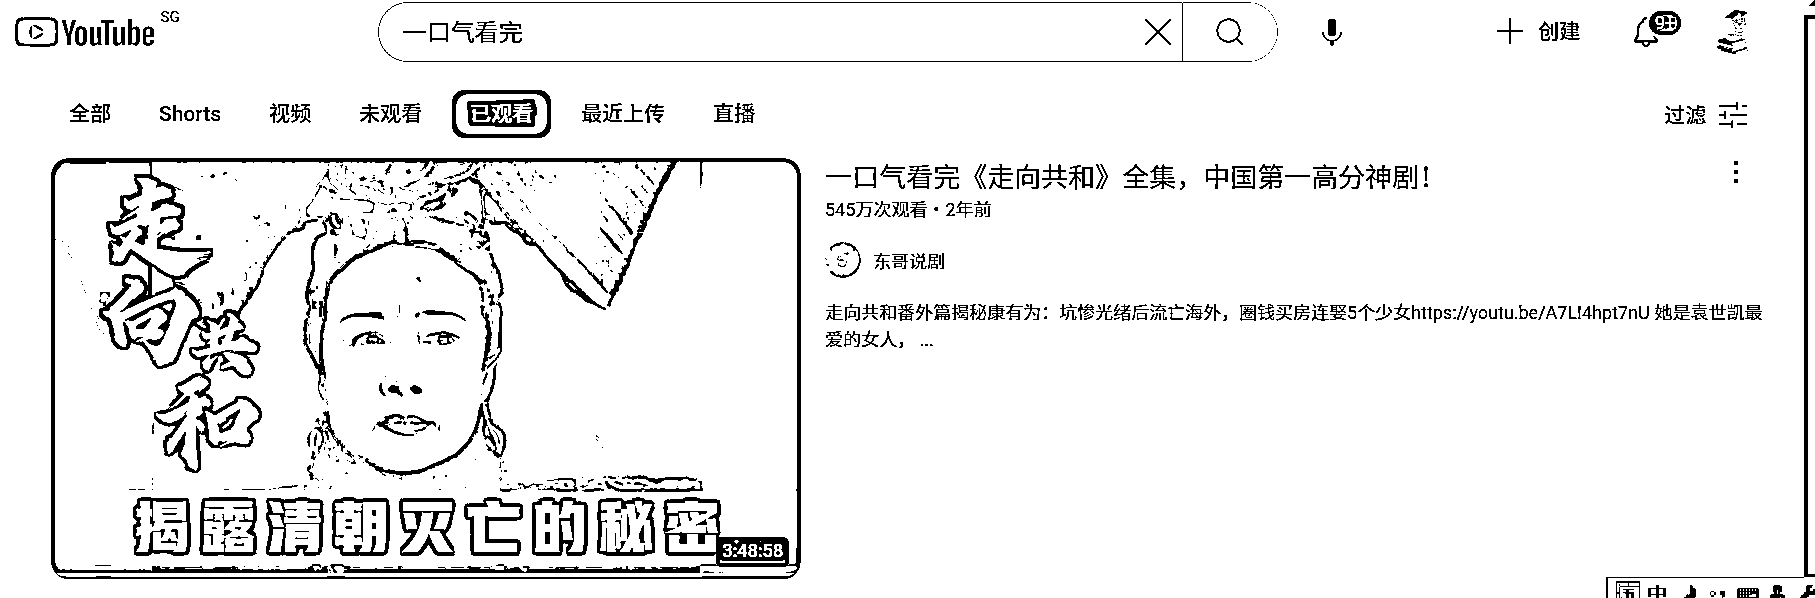 YouTube SG
一口气看完
创建
9+
全部 Shorts 视频 未观看 已观看 最近上传 直播
过滤
走向共和
揭露清朝灭亡的秘密
3:48:58
一口气看完《走向共和》全集，中国第一高分神剧！
545万次观看・2年前
东哥说剧
走向共和番外篇揭秘康有为：坑惨光绪后流亡海外，圈钱买房连娶5个少女https://youtu.be/A7Lf4hpt7nU 她是袁世凯最
爱的女人， ...
中